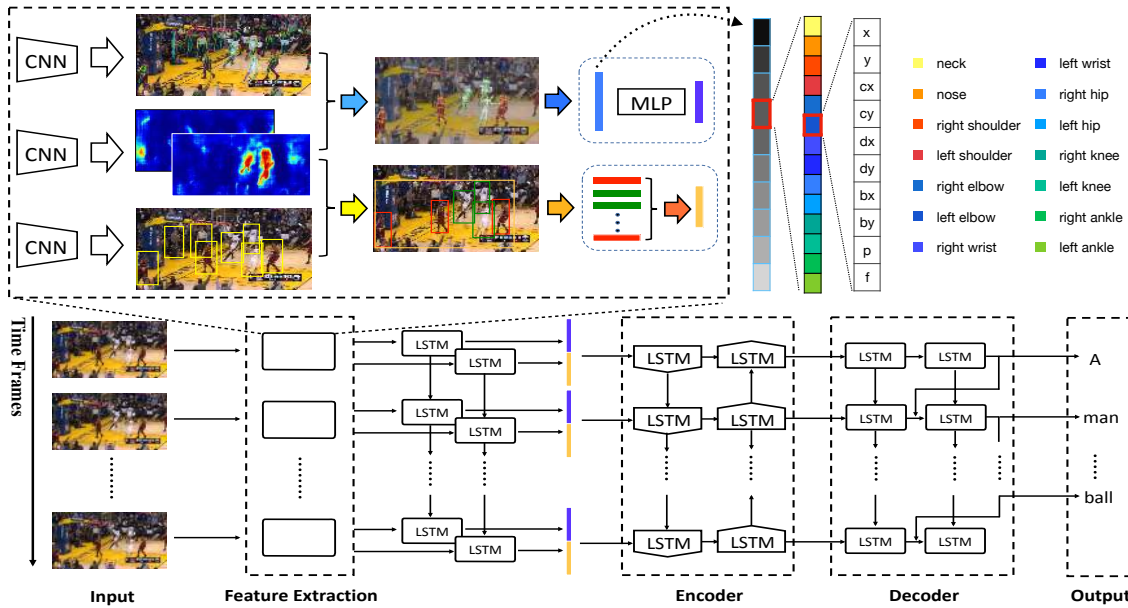 CNN
CNN
CNN
MLP
x
y
cx
cy
dx
dy
bx
by
p
f
neck
nose
right shoulder
left shoulder
right elbow
left elbow
right wrist
left wrist
right hip
left hip
right knee
left knee
right ankle
left ankle
Time Frames
LSTM
LSTM
LSTM
LSTM
LSTM
LSTM
A
LSTM
LSTM
LSTM
LSTM
LSTM
LSTM
man
ball
LSTM
LSTM
LSTM
LSTM
LSTM
LSTM
Input
Feature Extraction
Encoder
Decoder
Output